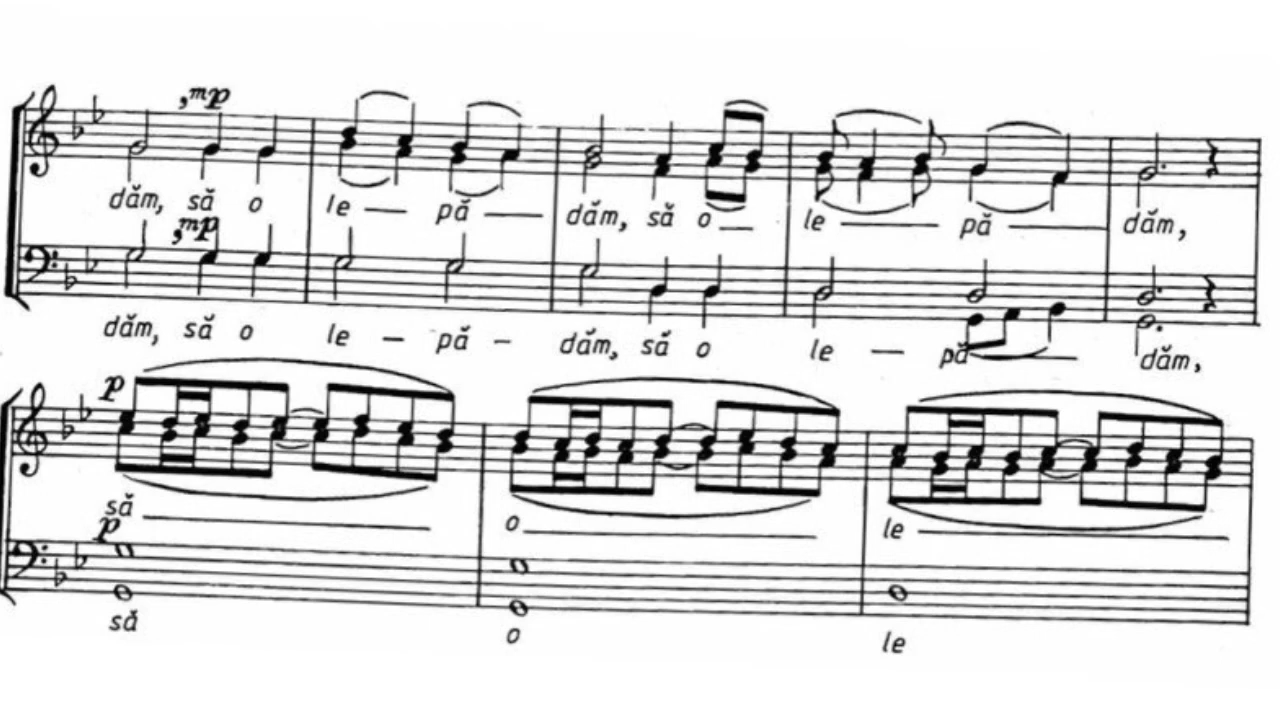 , mp
dăm, să o le — pă — dăm, să o — le — pă — dăm,
, mp
dăm, să o le — pă — dăm, să o le — pă — dăm,
p
să — o — le —
p
să o le